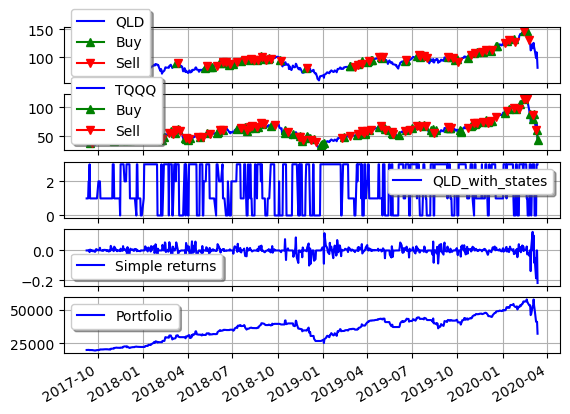 150
100
QLD
Buy
Sell
100
50
TQQQ
Buy
Sell
2
0
QLD_with_states
0.0
−0.2
Simple returns
50000
25000
Portfolio
2017-10
2018-01
2018-04
2018-07
2018-10
2019-01
2019-04
2019-07
2019-10
2020-01
2020-04